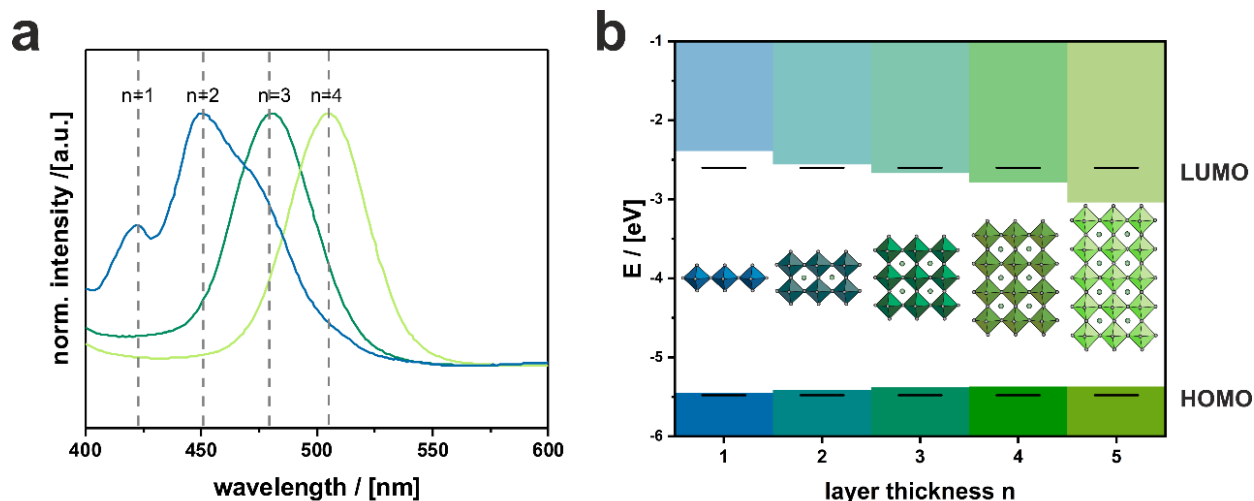 a
n=1 n=2 n=3 n=4
norm. intensity /[a.u.]
400 450 500 550 600
wavelength / [nm]
b
-1
-2
-3
-4
-5
-6
E / [eV]
LUMO
HOMO
1 2 3 4 5
layer thickness n